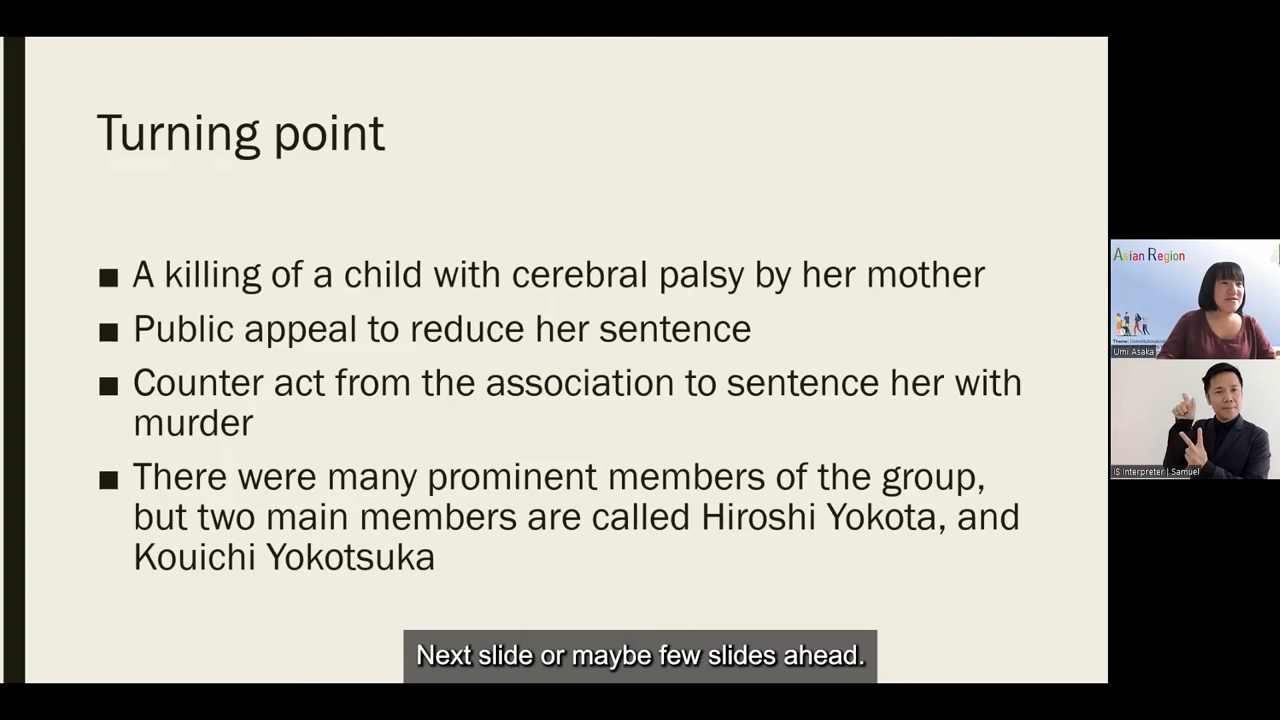 Turning point
■ A killing of a child with cerebral palsy by her mother
■ Public appeal to reduce her sentence
■ Counter act from the association to sentence her with
murder
■ There were many prominent members of the group,
but two main members are called Hiroshi Yokota, and
Kouichi Yokotsuka
Next slide or maybe few slides ahead.
Asian Region
Umi Asaka
IS Interpreter | Samuel